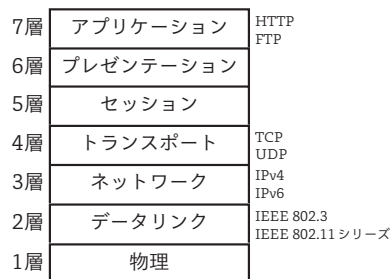 7層 アプリケーション HTTP
FTP
6層 プレゼンテーション
5層 セッション
4層 トランスポート TCP
UDP
3層 ネットワーク IPv4
IPv6
2層 データリンク IEEE 802.3
IEEE 802.11シリーズ
1層 物理